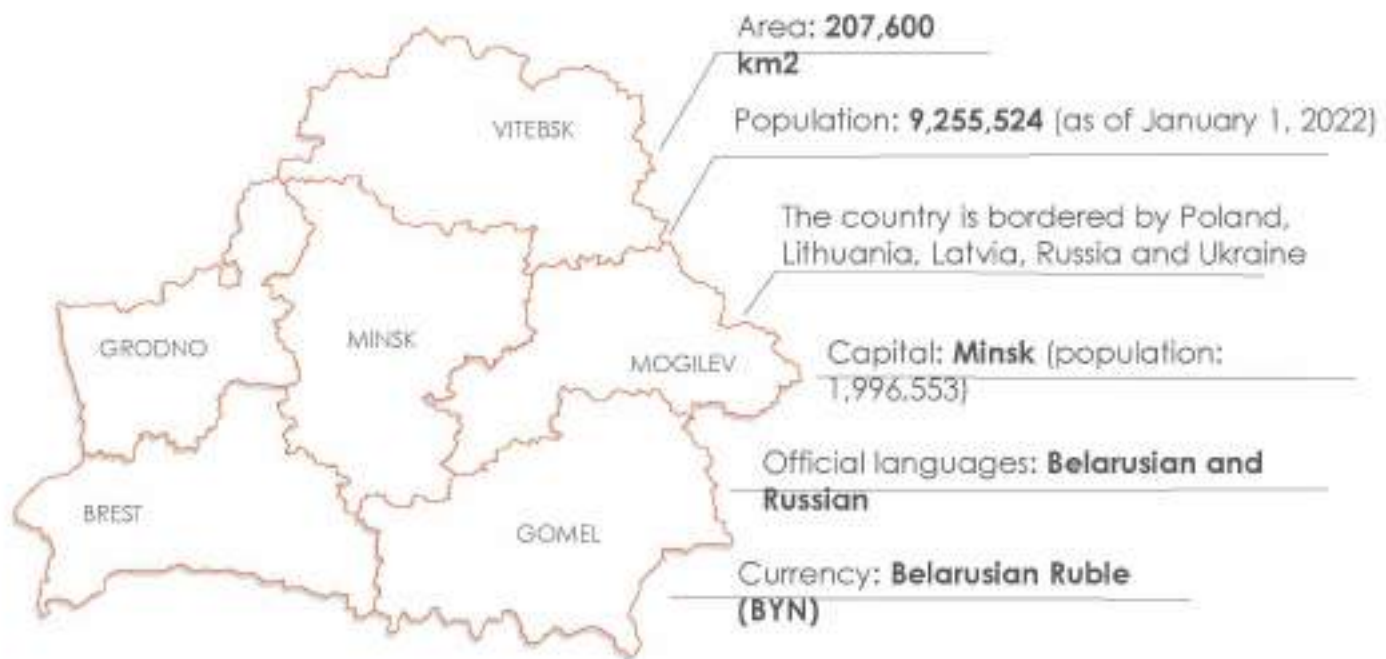 Area: 207,600
km2
VITEBSK
Population: 9,255,524 (as of January 1, 2022)
The country is bordered by Poland,
Lithuania, Latvia, Russia and Ukraine
GRODNO
MINSK
MOGILEV
Capital: Minsk (population:
1,996,553)
Official languages: Belarusian and
Russian
BREST
GOMEL
Currency: Belarusian Ruble
(BYN)